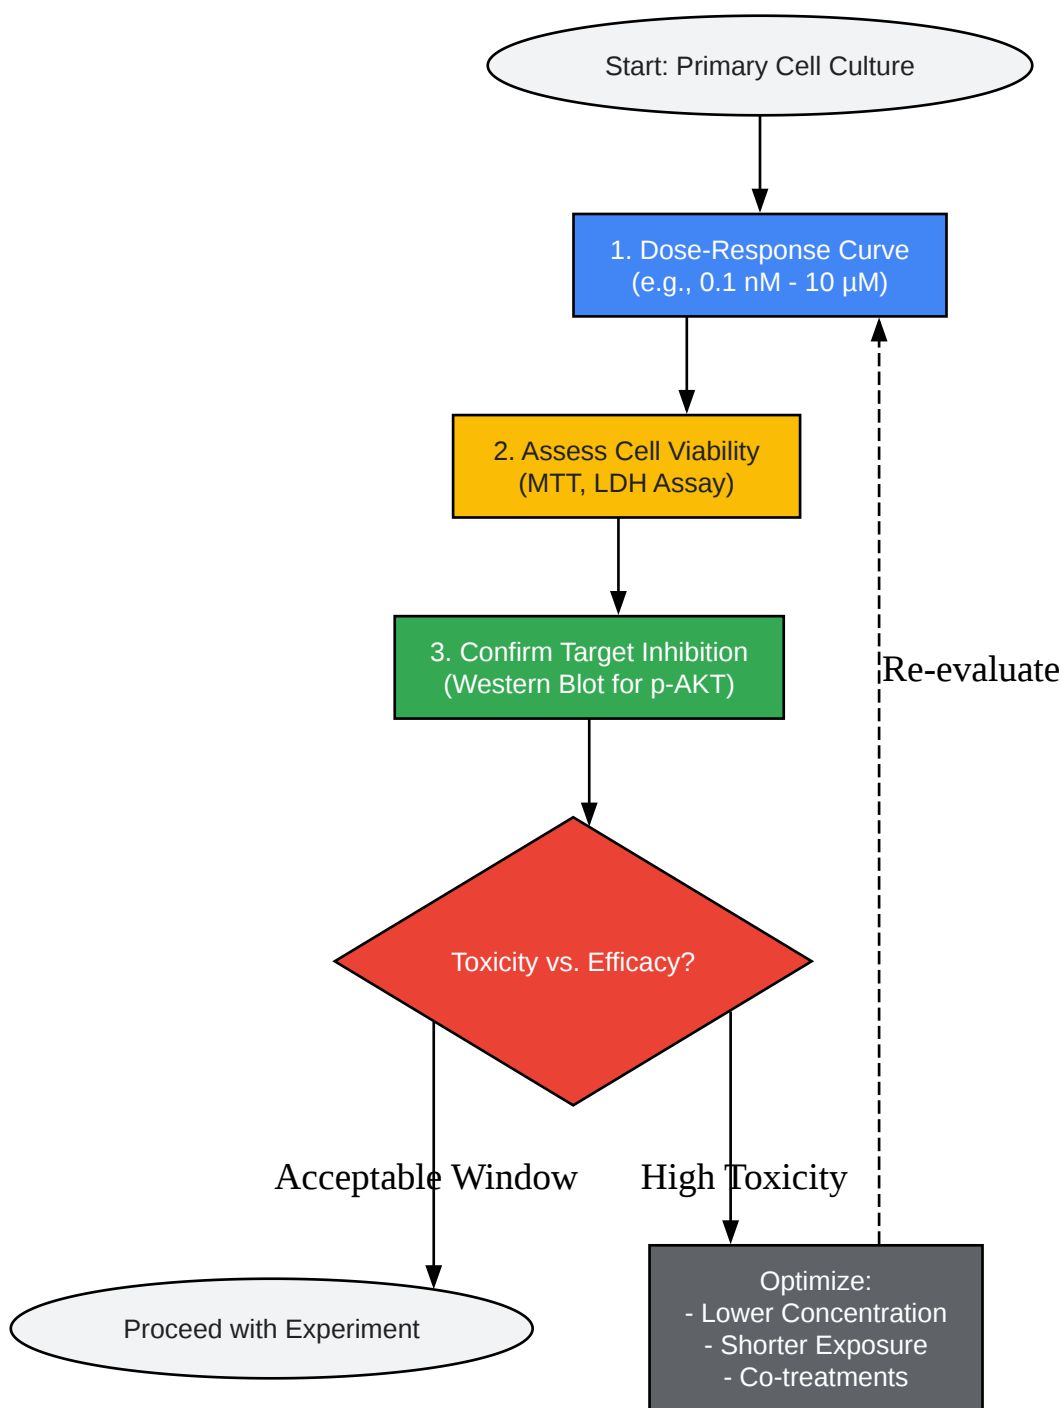 Start: Primary Cell Culture
1. Dose-Response Curve
(e.g., 0.1 nM - 10 µM)
2. Assess Cell Viability
(MTT, LDH Assay)
3. Confirm Target Inhibition
(Western Blot for p-AKT)
Re-evaluate
Toxicity vs. Efficacy?
Acceptable Window
High Toxicity
Proceed with Experiment
Optimize:
- Lower Concentration
- Shorter Exposure
- Co-treatments